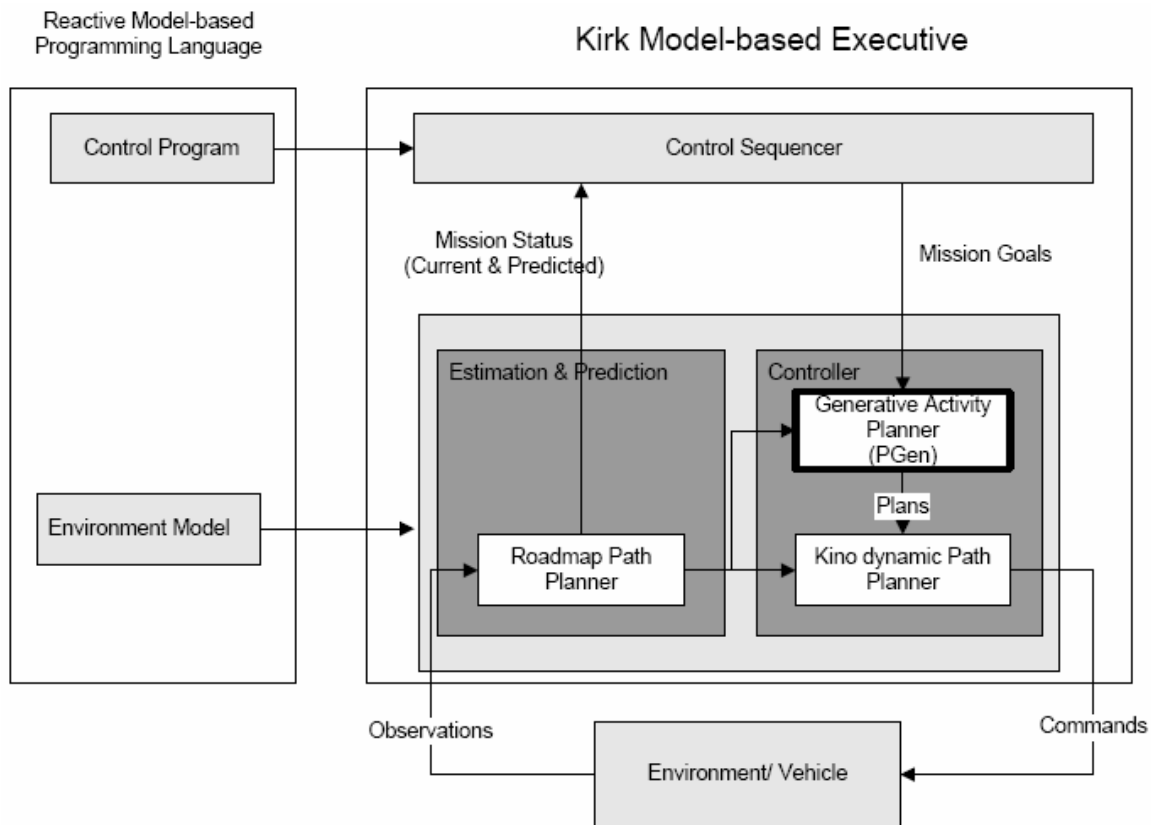 Reactive Model-based
Programming Language
Kirk Model-based Executive
Control Program
Control Sequencer
Mission Status
(Current & Predicted)
Mission Goals
Estimation & Prediction
Controller
Generative Activity
Planner
(PGen)
Plans
Environment Model
Roadmap Path
Planner
Kino dynamic Path
Planner
Observations
Commands
Environment/ Vehicle